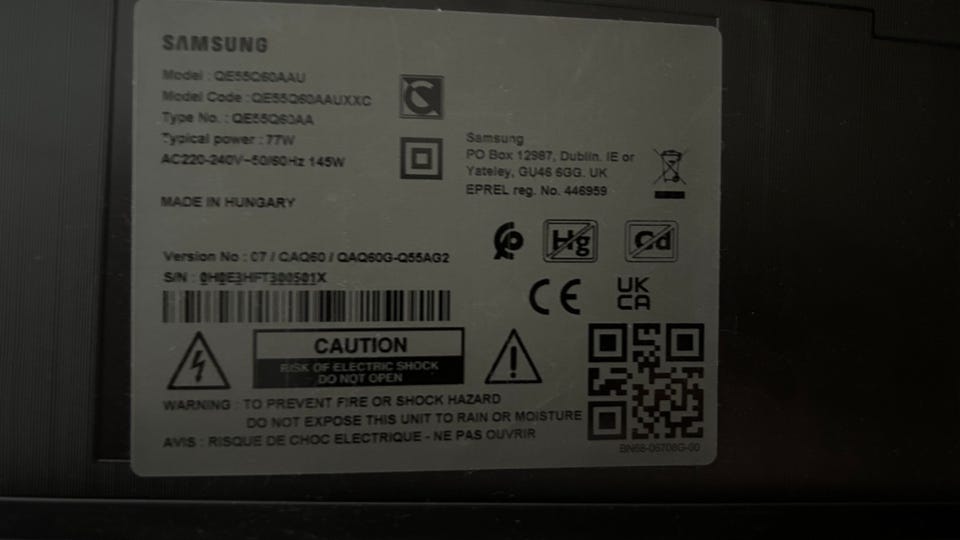 SAMSUNG
Model : QE55Q60AAU
Model Code : QE55Q60AAUXXC
Type No. : QE55Q60AA
Typical power : 77W
AC220-240V~50/60Hz 145W
MADE IN HUNGARY
Samsung
PO Box 12987, Dublin. IE or
Yateley, GU46 6GG. UK
EPREL reg. No. 446959
Hg
Cd
Version No : 07 / QAQ60 / QAQ60G-Q55AG2
S/N : 0H0E3HFT300501X
CE
UK
CA
CAUTION
RISK OF ELECTRIC SHOCK
DO NOT OPEN
WARNING : TO PREVENT FIRE OR SHOCK HAZARD
DO NOT EXPOSE THIS UNIT TO RAIN OR MOISTURE
AVIS : RISQUE DE CHOC ELECTRIQUE - NE PAS OUVRIR
BN68-06708G-00